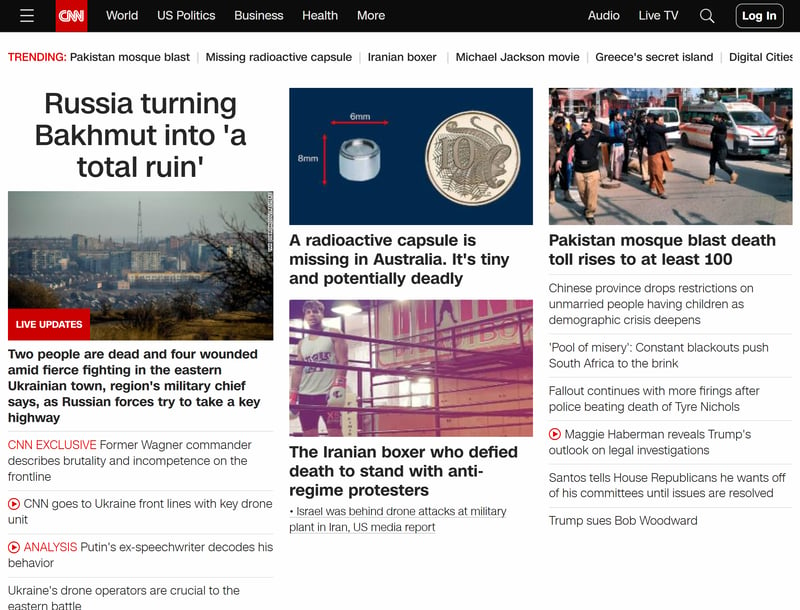 CNN World US Politics Business Health More Audio Live TV Log In
TRENDING: Pakistan mosque blast Missing radioactive capsule Iranian boxer Michael Jackson movie Greece's secret island Digital Cities
Russia turning
Bakhmut into 'a
total ruin'
LIVE UPDATES
Two people are dead and four wounded
amid fierce fighting in the eastern
Ukrainian town, region's military chief
says, as Russian forces try to take a key
highway
CNN EXCLUSIVE Former Wagner commander
describes brutality and incompetence on the
frontline
CNN goes to Ukraine front lines with key drone
unit
ANALYSIS Putin's ex-speechwriter decodes his
behavior
Ukraine's drone operators are crucial to the
eastern battle
6mm
8mm
10
A radioactive capsule is
missing in Australia. It's tiny
and potentially deadly
The Iranian boxer who defied
death to stand with anti-
regime protesters
• Israel was behind drone attacks at military
plant in Iran, US media report
Pakistan mosque blast death
toll rises to at least 100
Chinese province drops restrictions on
unmarried people having children as
demographic crisis deepens
'Pool of misery': Constant blackouts push
South Africa to the brink
Fallout continues with more firings after
police beating death of Tyre Nichols
Maggie Haberman reveals Trump's
outlook on legal investigations
Santos tells House Republicans he wants off
of his committees until issues are resolved
Trump sues Bob Woodward